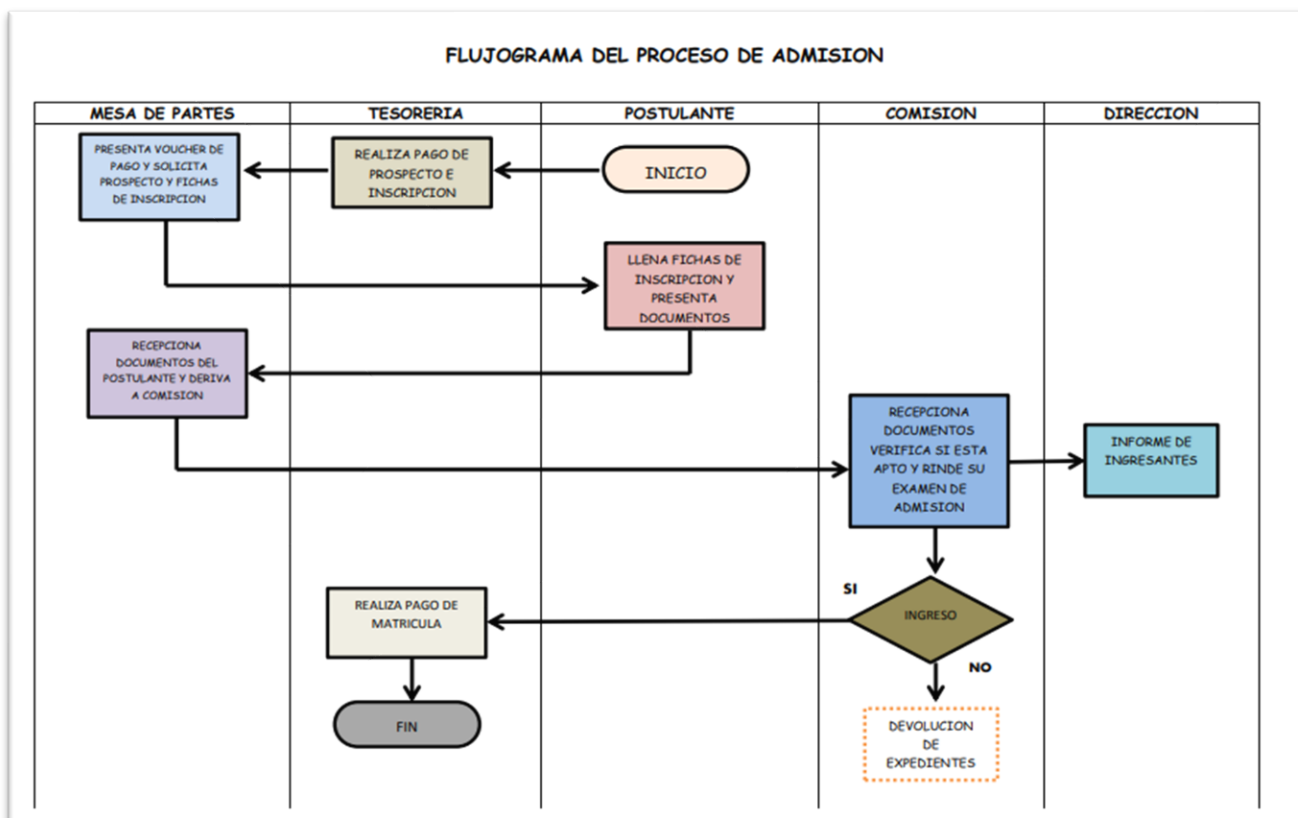 FLUJOGRAMA DEL PROCESO DE ADMISION
MESA DE PARTES
TESORERIA
POSTULANTE
COMISION
DIRECCION
PRESENTA VOUCHER DE
PAGO Y SOLICITA
PROSPECTO Y FICHAS
DE INSCRIPCION
REALIZA PAGO DE
PROSPECTO E
INSCRIPCION
INICIO
LLENA FICHAS DE
INSCRIPCION Y
PRESENTA
DOCUMENTOS
RECEPCIONA
DOCUMENTOS DEL
POSTULANTE Y DERIVA
A COMISION
RECEPCIONA
DOCUMENTOS
VERIFICA SI ESTA
APTO Y RINDE SU
EXAMEN DE
ADMISION
INFORME DE
INGRESANTES
SI
INGRESO
NO
REALIZA PAGO DE
MATRICULA
FIN
DEVOLUCION
DE
EXPEDIENTES